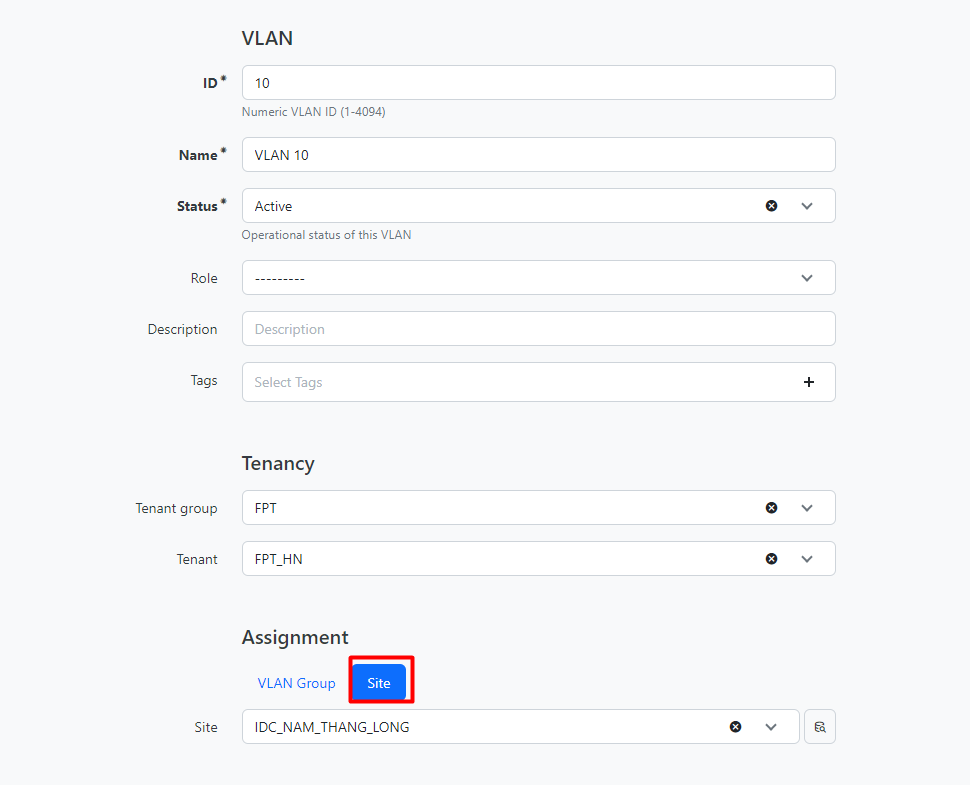 VLAN
ID* 10
Numeric VLAN ID (1-4094)
Name* VLAN 10
Status* Active
Operational status of this VLAN
Role ---------
Description Description
Tags Select Tags +
Tenancy
Tenant group FPT
Tenant FPT_HN
Assignment
VLAN Group Site
Site IDC_NAM_THANG_LONG